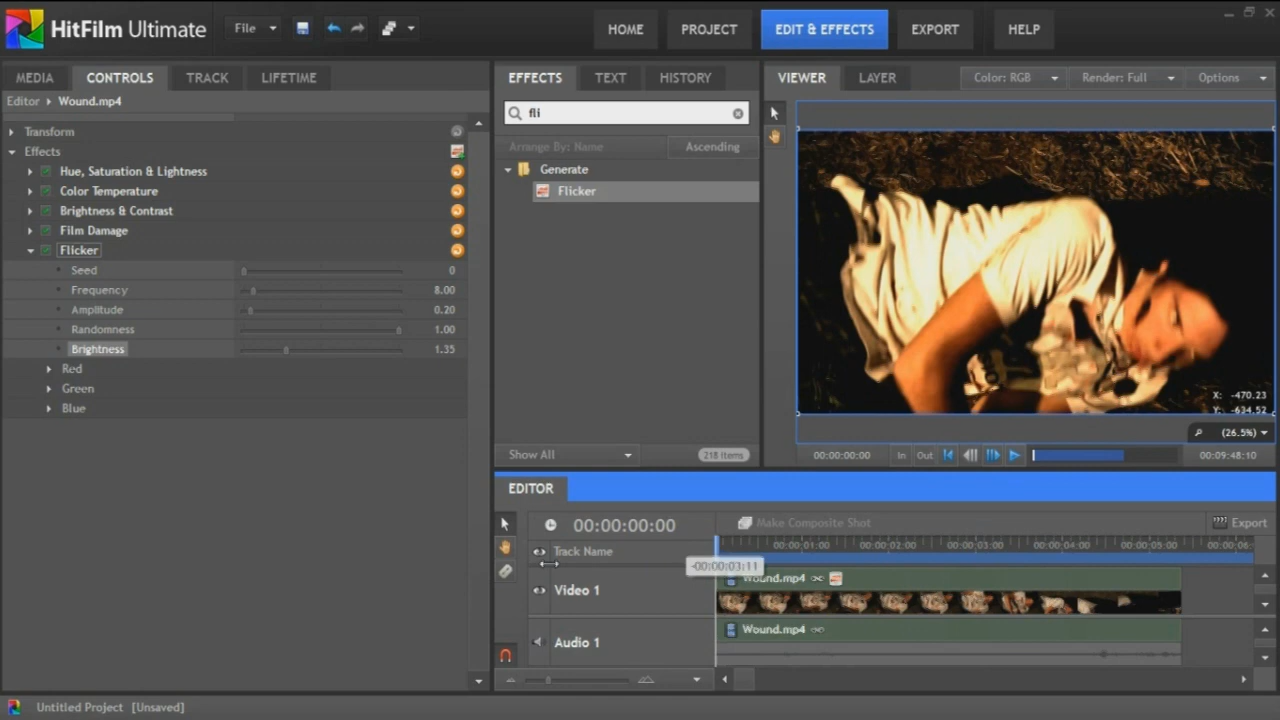 HitFilm Ultimate
File
HOME
PROJECT
EDIT & EFFECTS
EXPORT
HELP
MEDIA
CONTROLS
TRACK
LIFETIME
Editor
Wound.mp4
Transform
Effects
Hue, Saturation & Lightness
Color Temperature
Brightness & Contrast
Film Damage
Flicker
Seed 0
Frequency 8.00
Amplitude 0.20
Randomness 1.00
Brightness 1.35
Red
Green
Blue
EFFECTS
TEXT
HISTORY
fli
Arrange By: Name
Ascending
Generate
Flicker
Show All
218 items
VIEWER
LAYER
Color: RGB
Render: Full
Options
X: -470.23
Y: -634.52
(26.5%)
00:00:00:00
In
Out
00:09:48:10
EDITOR
00:00:00:00
Make Composite Shot
Export
Track Name
00:00:01:00
00:00:02:00
00:00:03:00
00:00:04:00
00:00:05:00
00:00:06:
-00:00:03:11
Video 1
Wound.mp4
Audio 1
Wound.mp4
Untitled Project [Unsaved]